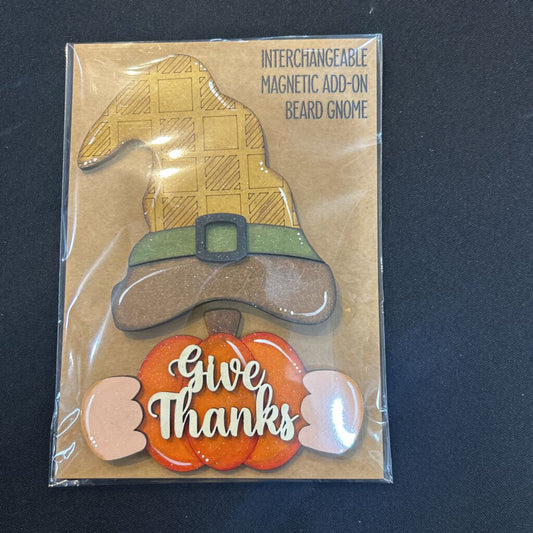 INTERCHANGEABLE
MAGNETIC ADD-ON
BEARD GNOME
Give
Thanks